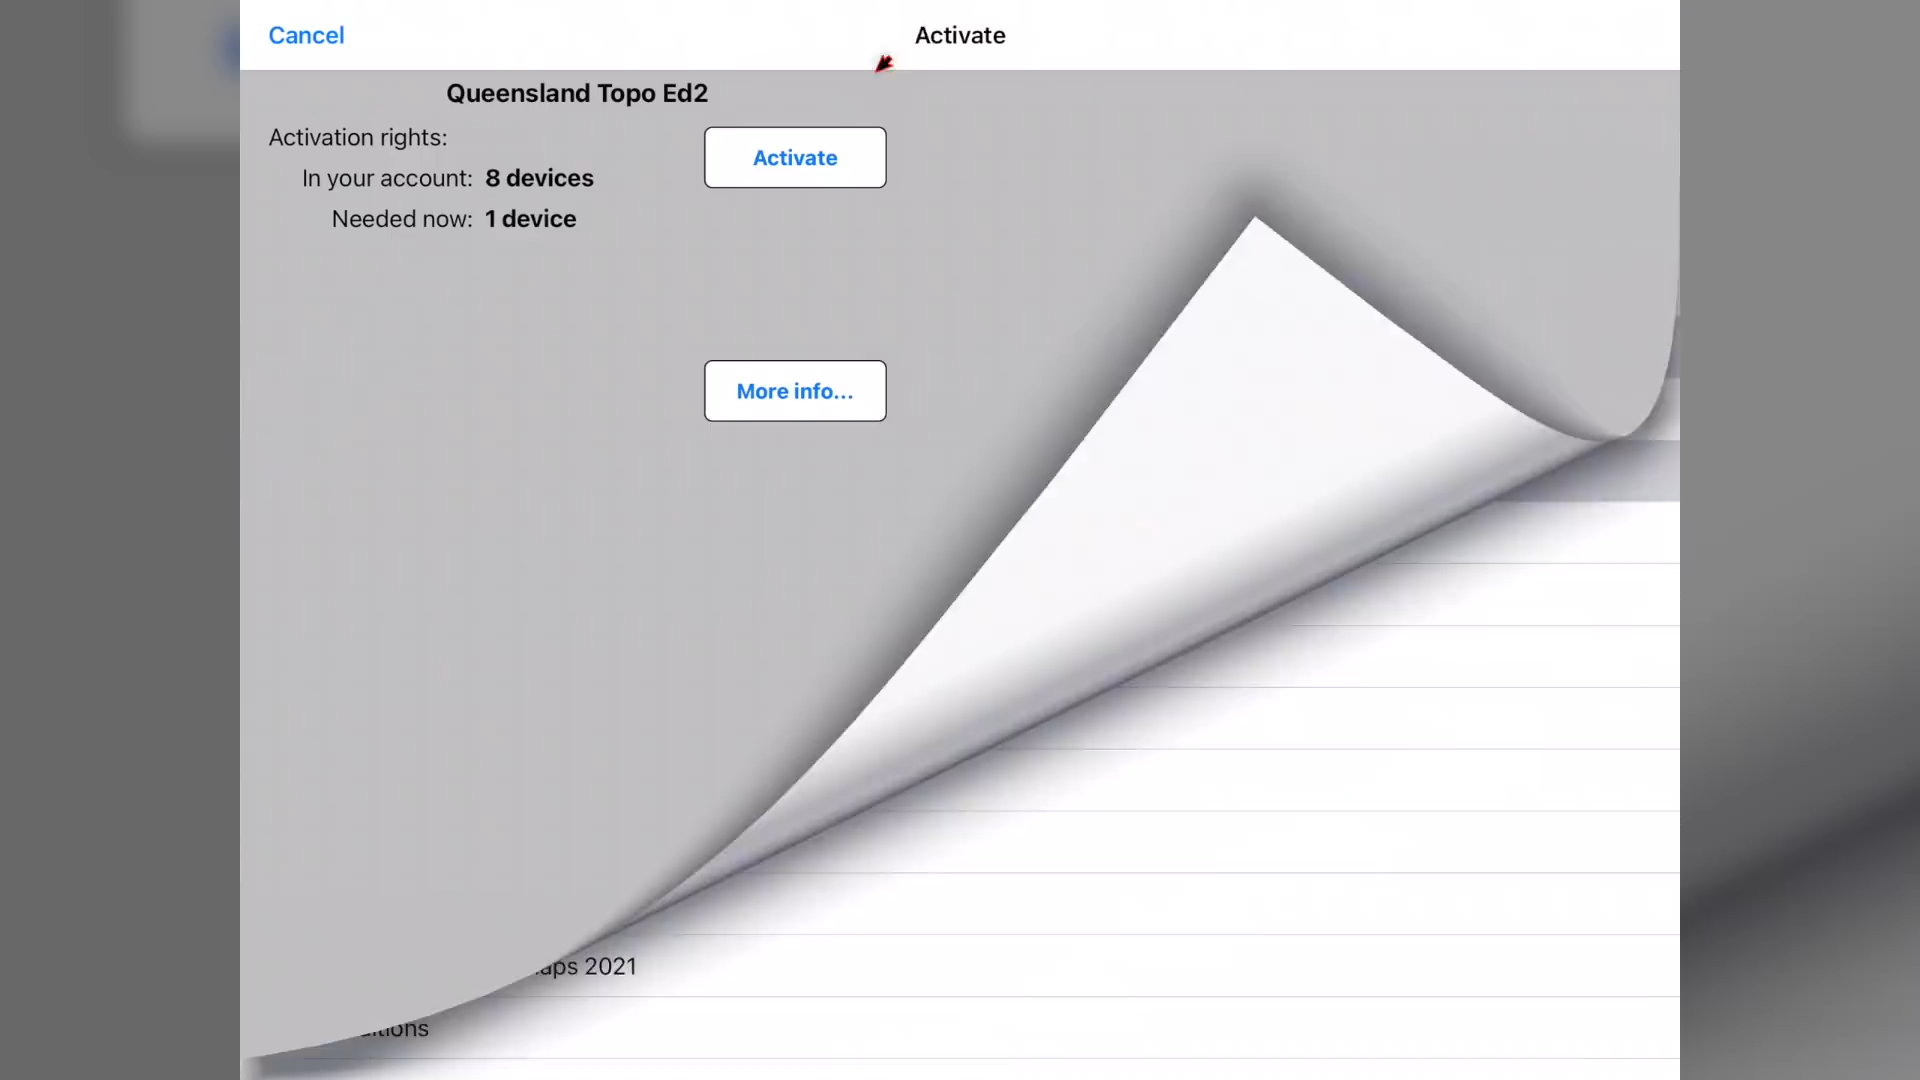 Cancel
Activate
Queensland Topo Ed2
Activation rights:
Activate
In your account: 8 devices
Needed now: 1 device
More info...
2021